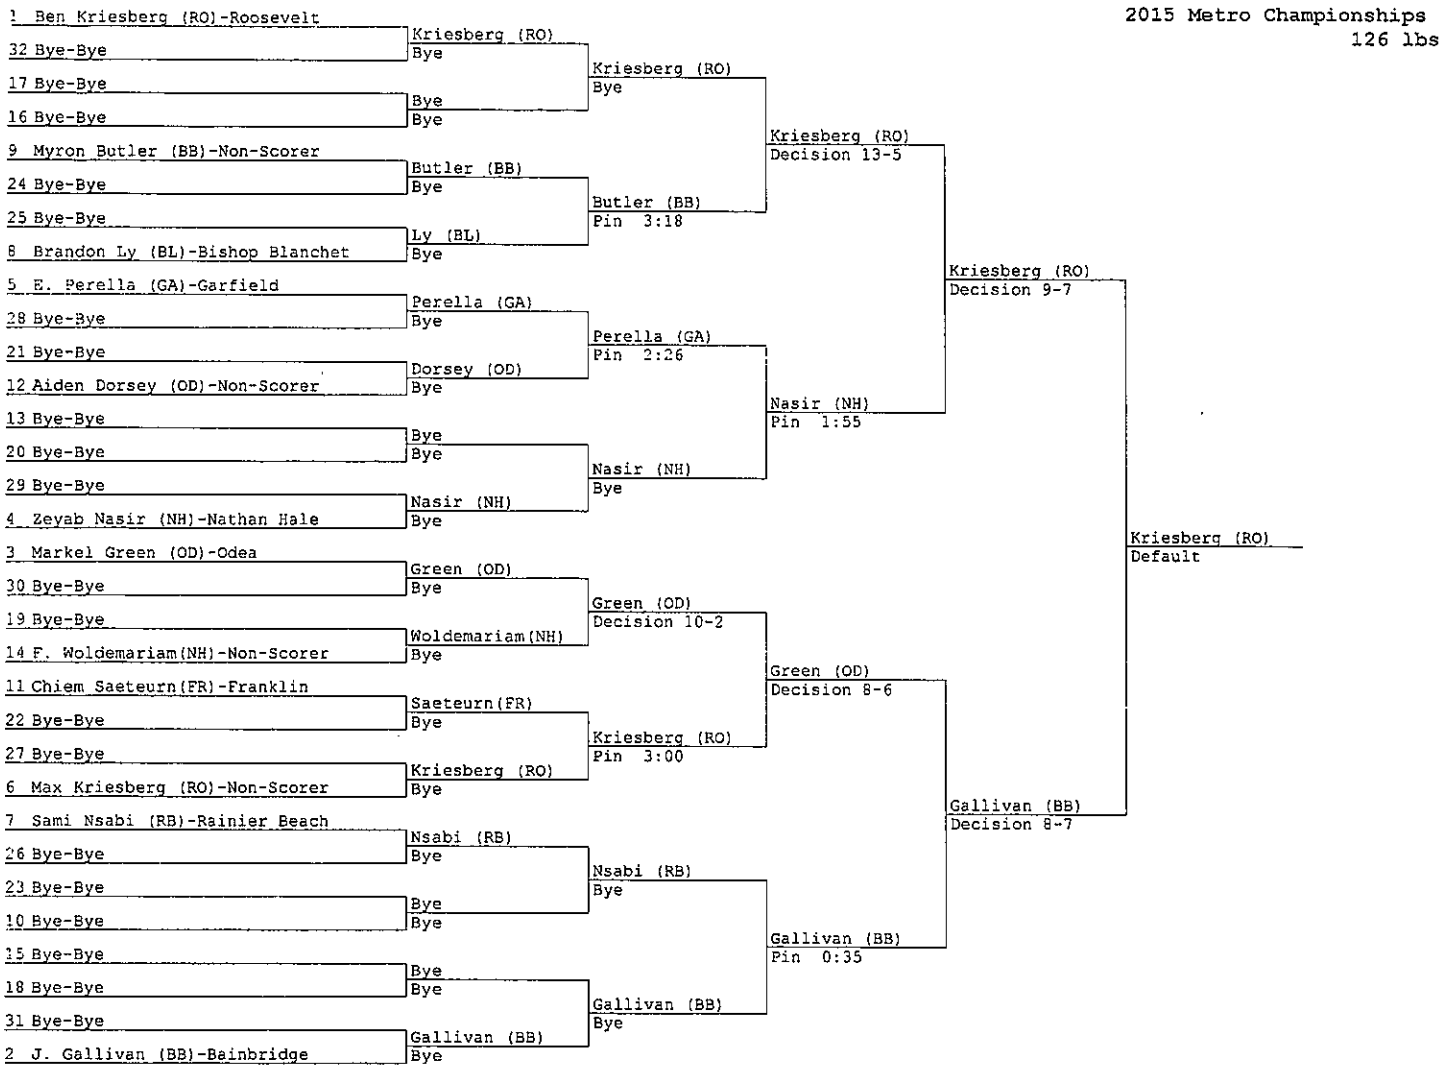 2015 Metro Championships
126 lbs
1 Ben Kriesberg (RO)-Roosevelt
32 Bye-Bye
17 Bye-Bye
16 Bye-Bye
9 Myron Butler (BB)-Non-Scorer
24 Bye-Bye
25 Bye-Bye
8 Brandon Ly (BL)-Bishop Blanchet
5 E. Perella (GA)-Garfield
28 Bye-Bye
21 Bye-Bye
12 Aiden Dorsey (OD)-Non-Scorer
13 Bye-Bye
20 Bye-Bye
29 Bye-Bye
4 Zeyab Nasir (NH)-Nathan Hale
3 Markel Green (OD)-Odea
30 Bye-Bye
19 Bye-Bye
14 F. Woldemariam(NH)-Non-Scorer
11 Chiem Saeteurn(FR)-Franklin
22 Bye-Bye
27 Bye-Bye
6 Max Kriesberg (RO)-Non-Scorer
7 Sami Nsabi (RB)-Rainier Beach
26 Bye-Bye
23 Bye-Bye
10 Bye-Bye
15 Bye-Bye
18 Bye-Bye
31 Bye-Bye
2 J. Gallivan (BB)-Bainbridge
Kriesberg (RO)
Bye
Bye
Bye
Butler (BB)
Bye
Ly (BL)
Bye
Perella (GA)
Bye
Dorsey (OD)
Bye
Bye
Bye
Nasir (NH)
Bye
Green (OD)
Bye
Woldemariam(NH)
Bye
Saeteurn(FR)
Bye
Kriesberg (RO)
Bye
Nsabi (RB)
Bye
Bye
Bye
Bye
Bye
Gallivan (BB)
Bye
Kriesberg (RO)
Bye
Butler (BB)
Pin 3:18
Perella (GA)
Pin 2:26
Nasir (NH)
Bye
Green (OD)
Decision 10-2
Kriesberg (RO)
Pin 3:00
Nsabi (RB)
Bye
Gallivan (BB)
Bye
Kriesberg (RO)
Decision 13-5
Nasir (NH)
Pin 1:55
Green (OD)
Decision 8-6
Gallivan (BB)
Pin 0:35
Kriesberg (RO)
Decision 9-7
Gallivan (BB)
Decision 8-7
Kriesberg (RO)
Default